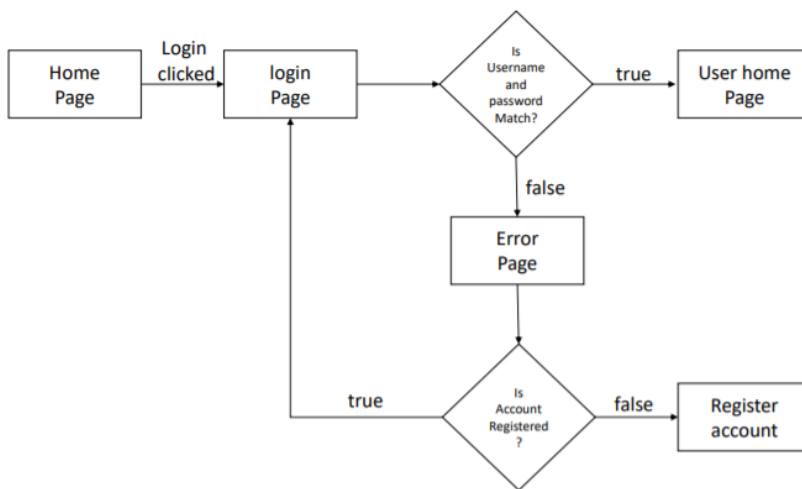 Home
Page
Login
clicked
login
Page
Is
Username
and
password
Match?
true
User home
Page
false
Error
Page
Is
Account
Registered
?
true
false
Register
account